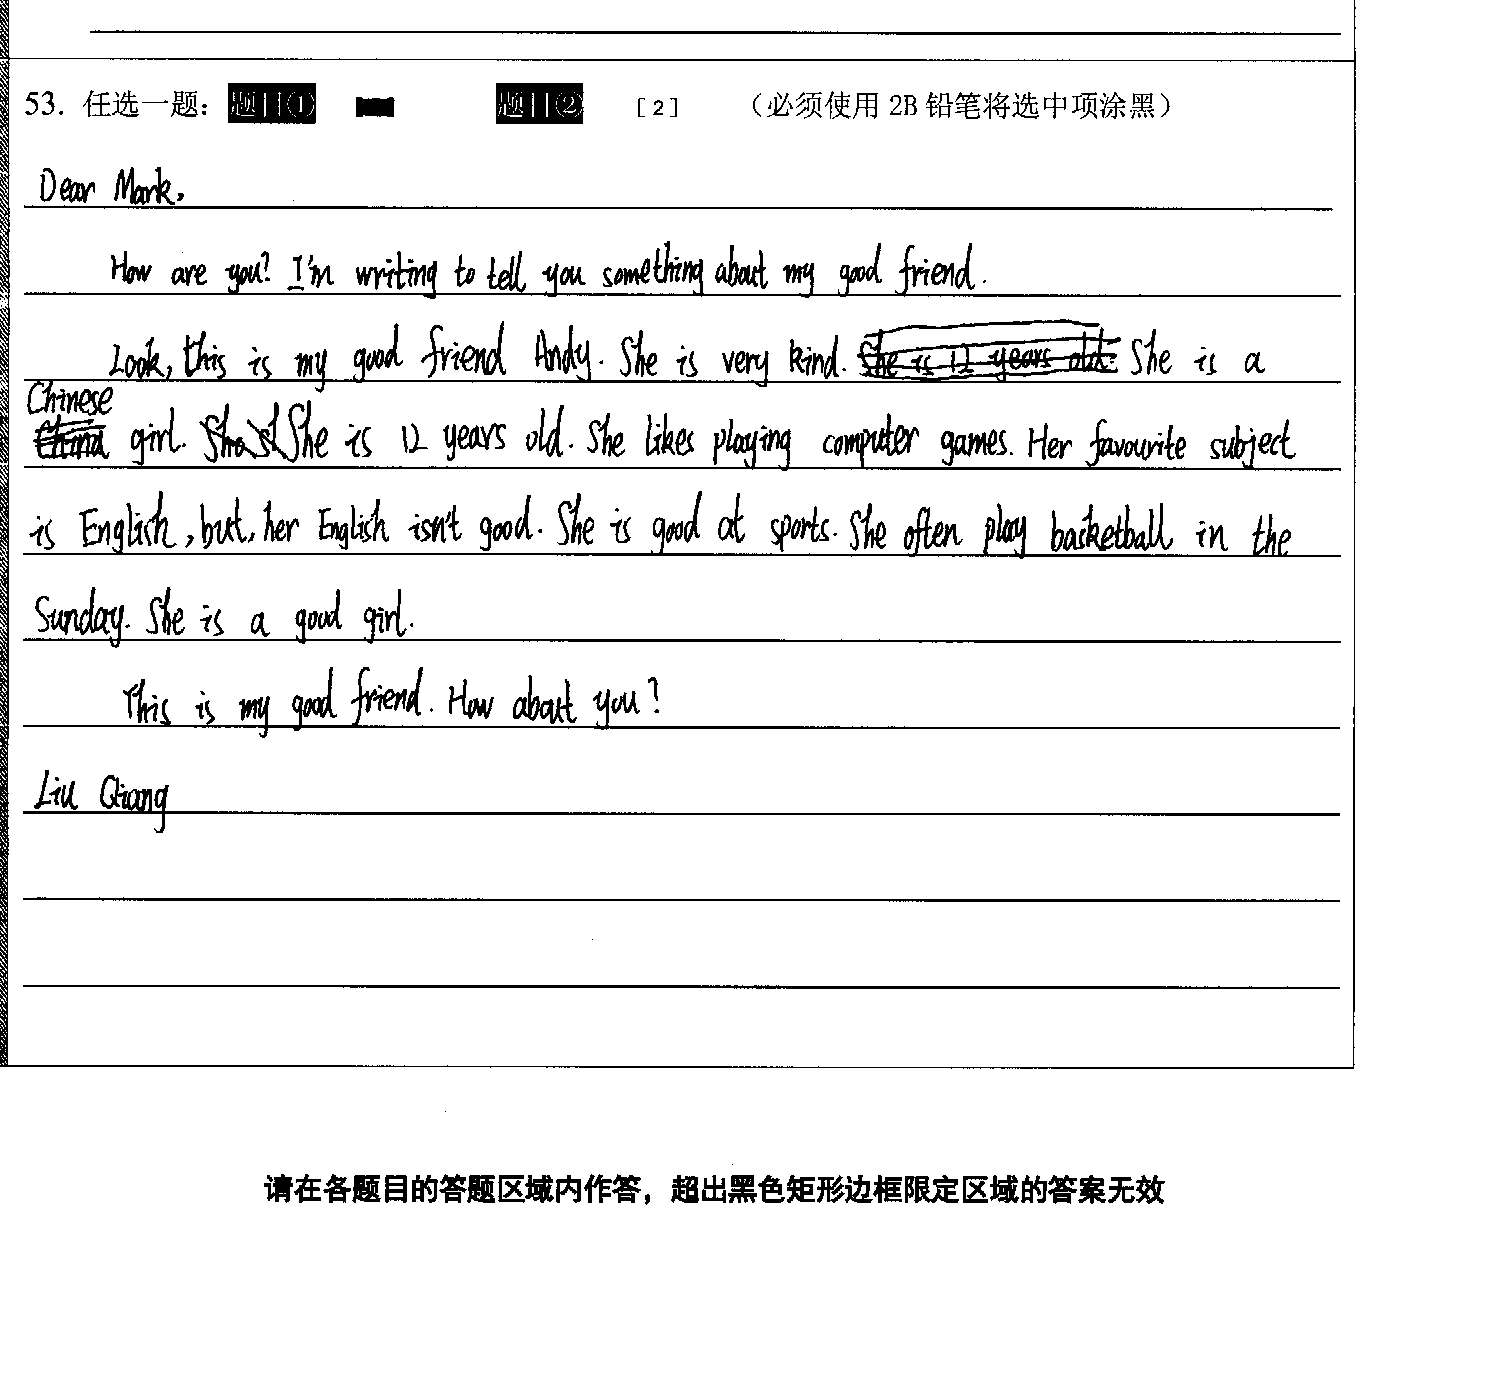 53. 任选一题： 题目① 题目② [2] （必须使用 2B 铅笔将选中项涂黑）
Dear Mark,
How are you? I'm writing to tell you something about my good friend.
Look, this is my good friend Andy. She is very kind. She is 12 years old. She is a
Chinese
China girl. She is 12 years old. She likes playing computer games. Her favourite subject
is English, but, her English isn't good. She is good at sports. She often play basketball in the
Sunday. She is a good girl.
This is my good friend. How about you?
Liu Qiang
请在各题目的答题区域内作答，超出黑色矩形边框限定区域的答案无效